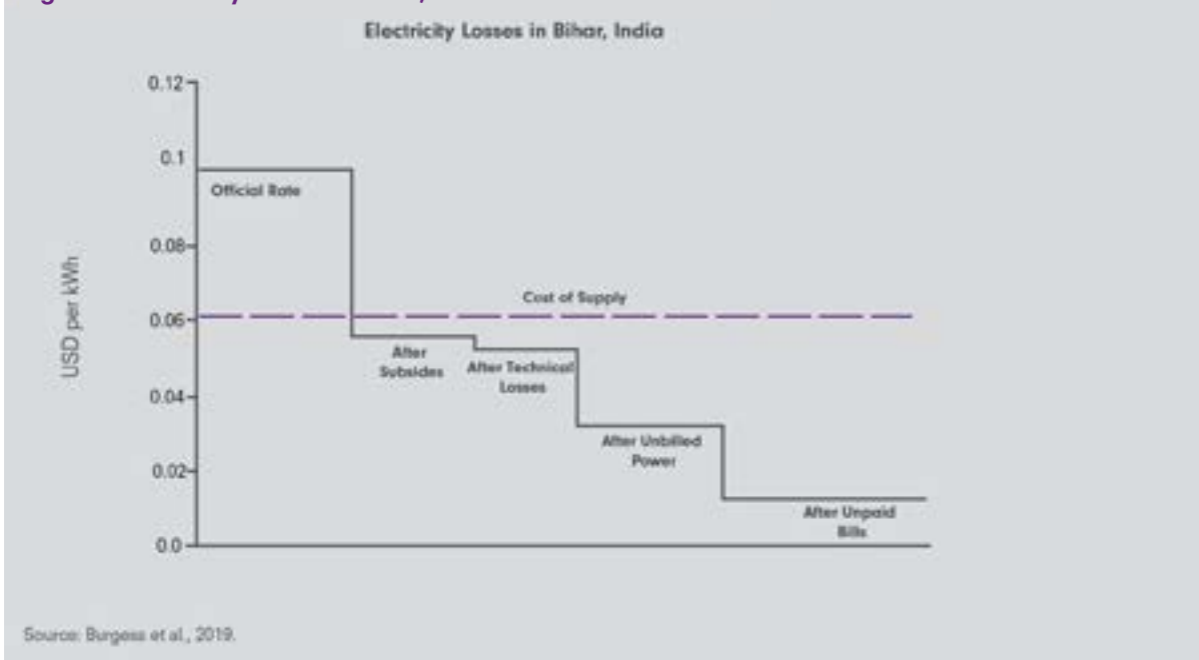 Electricity Losses in Bihar, India
0.12
0.1
Official Rate
0.08
USD per kWh
Cost of Supply
0.06
After
Subsides
After Technical
Losses
0.04
After Unbilled
Power
0.02
After Unpaid
Bills
0.0
Source: Burgess et al., 2019.